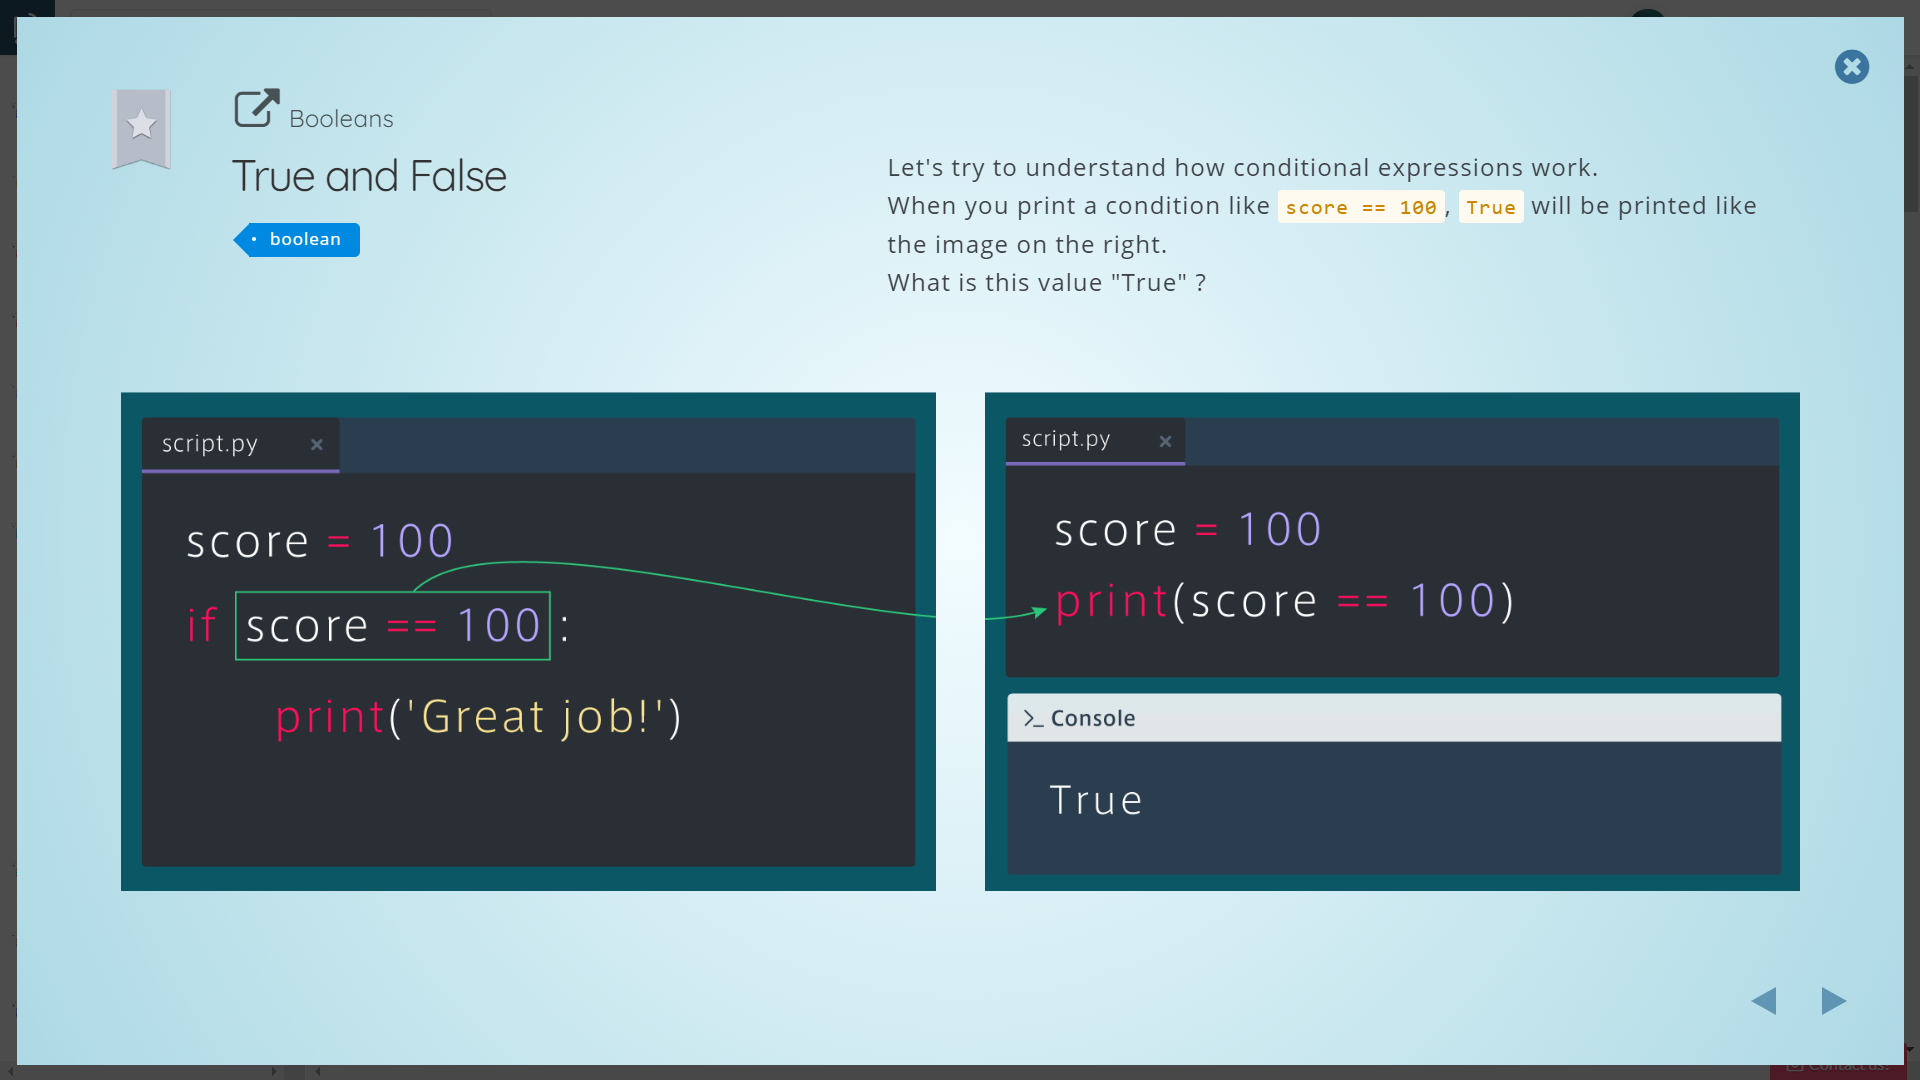 Booleans
True and False
boolean
Let's try to understand how conditional expressions work.
When you print a condition like score == 100, True will be printed like
the image on the right.
What is this value "True" ?
script.py
score = 100
if score == 100 :
print('Great job!')
script.py
score = 100
print(score == 100)
>_ Console
True
Contact us!